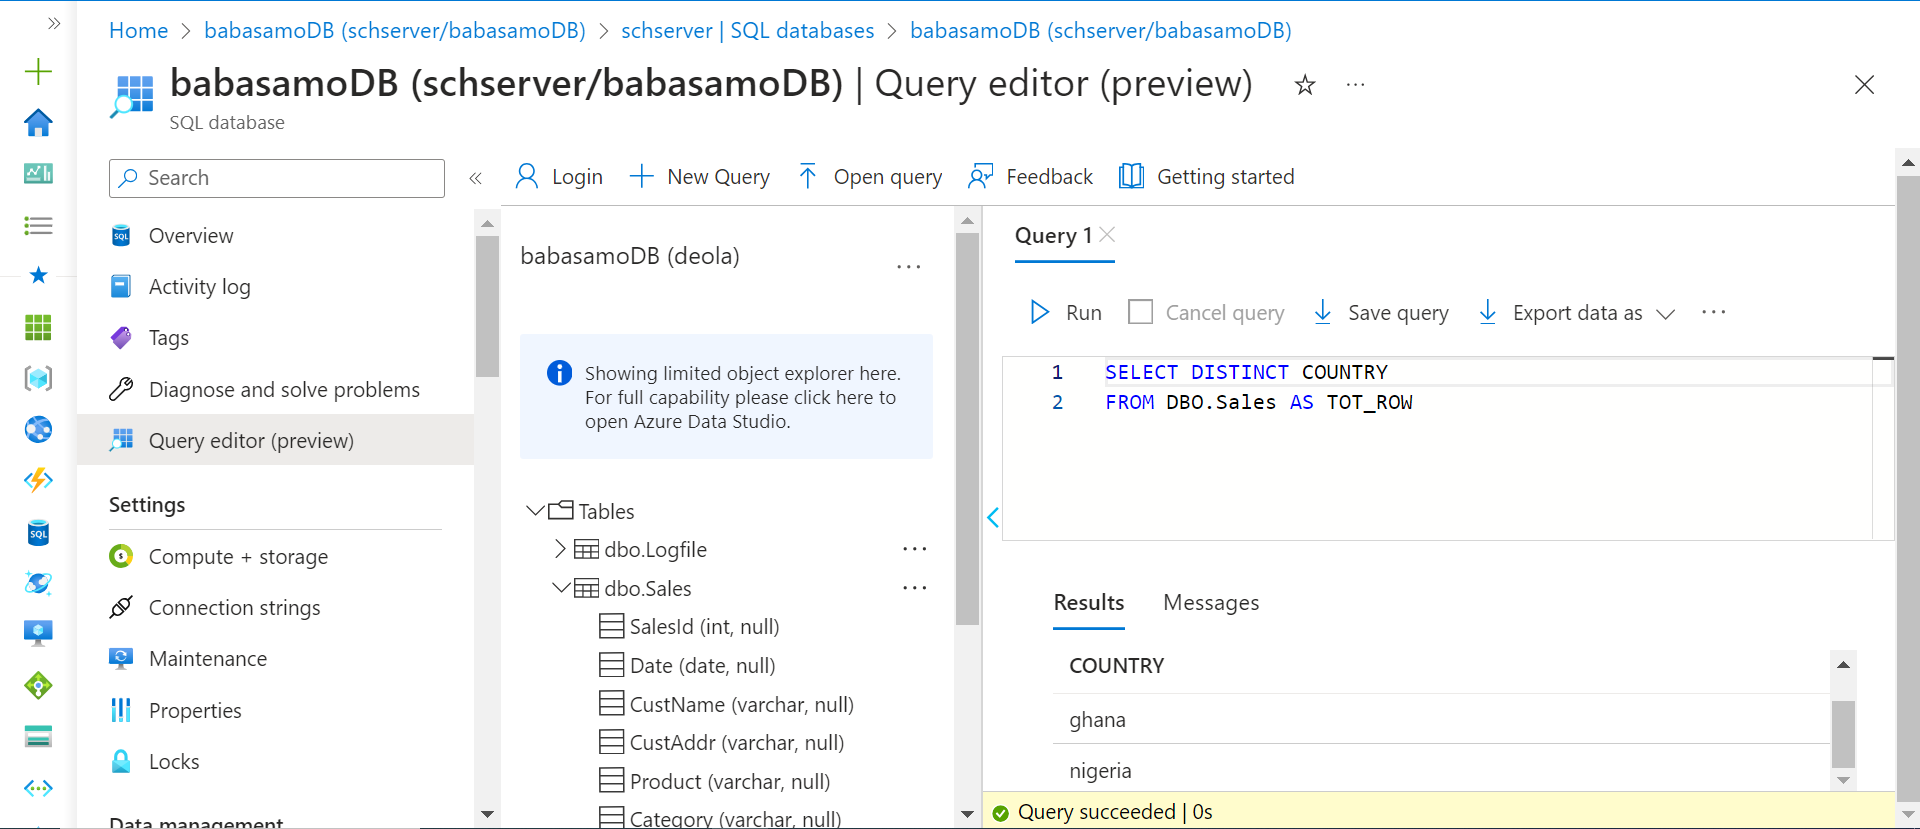 Home > babasamoDB (schserver/babasamoDB) > schserver | SQL databases > babasamoDB (schserver/babasamoDB)
babasamoDB (schserver/babasamoDB) | Query editor (preview)
SQL database
Search
Overview
Activity log
Tags
Diagnose and solve problems
Query editor (preview)
Settings
Compute + storage
Connection strings
Maintenance
Properties
Locks
Data management
Login
New Query
Open query
Feedback
Getting started
babasamoDB (deola)
Showing limited object explorer here.
For full capability please click here to
open Azure Data Studio.
Tables
dbo.Logfile
dbo.Sales
SalesId (int, null)
Date (date, null)
CustName (varchar, null)
CustAddr (varchar, null)
Product (varchar, null)
Category (varchar, null)
Query 1
Run
Cancel query
Save query
Export data as
1 SELECT DISTINCT COUNTRY
2 FROM DBO.Sales AS TOT_ROW
Results
Messages
COUNTRY
ghana
nigeria
Query succeeded | 0s